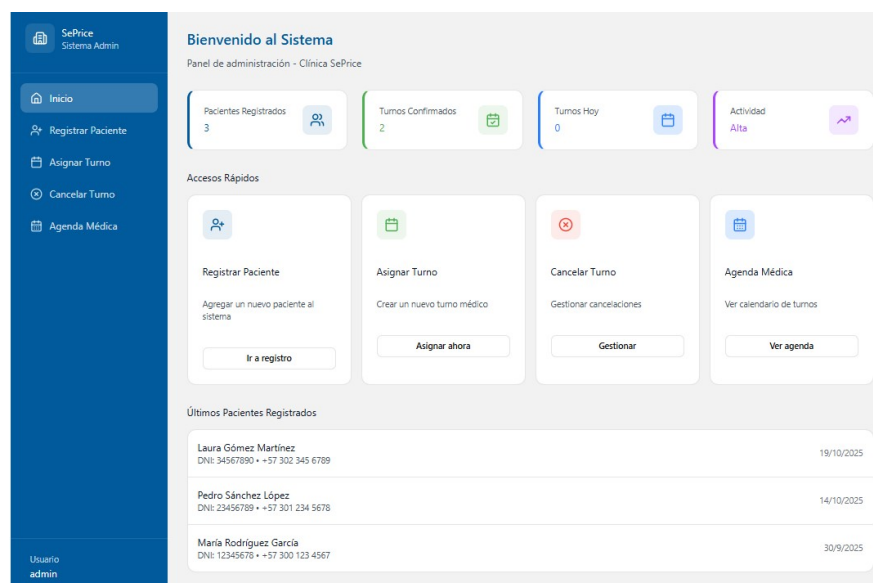 SePrice
Sistema Admin
Inicio
Registrar Paciente
Asignar Turno
Cancelar Turno
Agenda Médica
Usuario
admin
Bienvenido al Sistema
Panel de administración - Clínica SePrice
Pacientes Registrados
3
Turnos Confirmados
2
Turnos Hoy
0
Actividad
Alta
Accesos Rápidos
Registrar Paciente
Agregar un nuevo paciente al
sistema
Ir a registro
Asignar Turno
Crear un nuevo turno médico
Asignar ahora
Cancelar Turno
Gestionar cancelaciones
Gestionar
Agenda Médica
Ver calendario de turnos
Ver agenda
Últimos Pacientes Registrados
Laura Gómez Martínez
DNI: 34567890 • +57 302 345 6789
19/10/2025
Pedro Sánchez López
DNI: 23456789 • +57 301 234 5678
14/10/2025
María Rodríguez García
DNI: 12345678 • +57 300 123 4567
30/9/2025